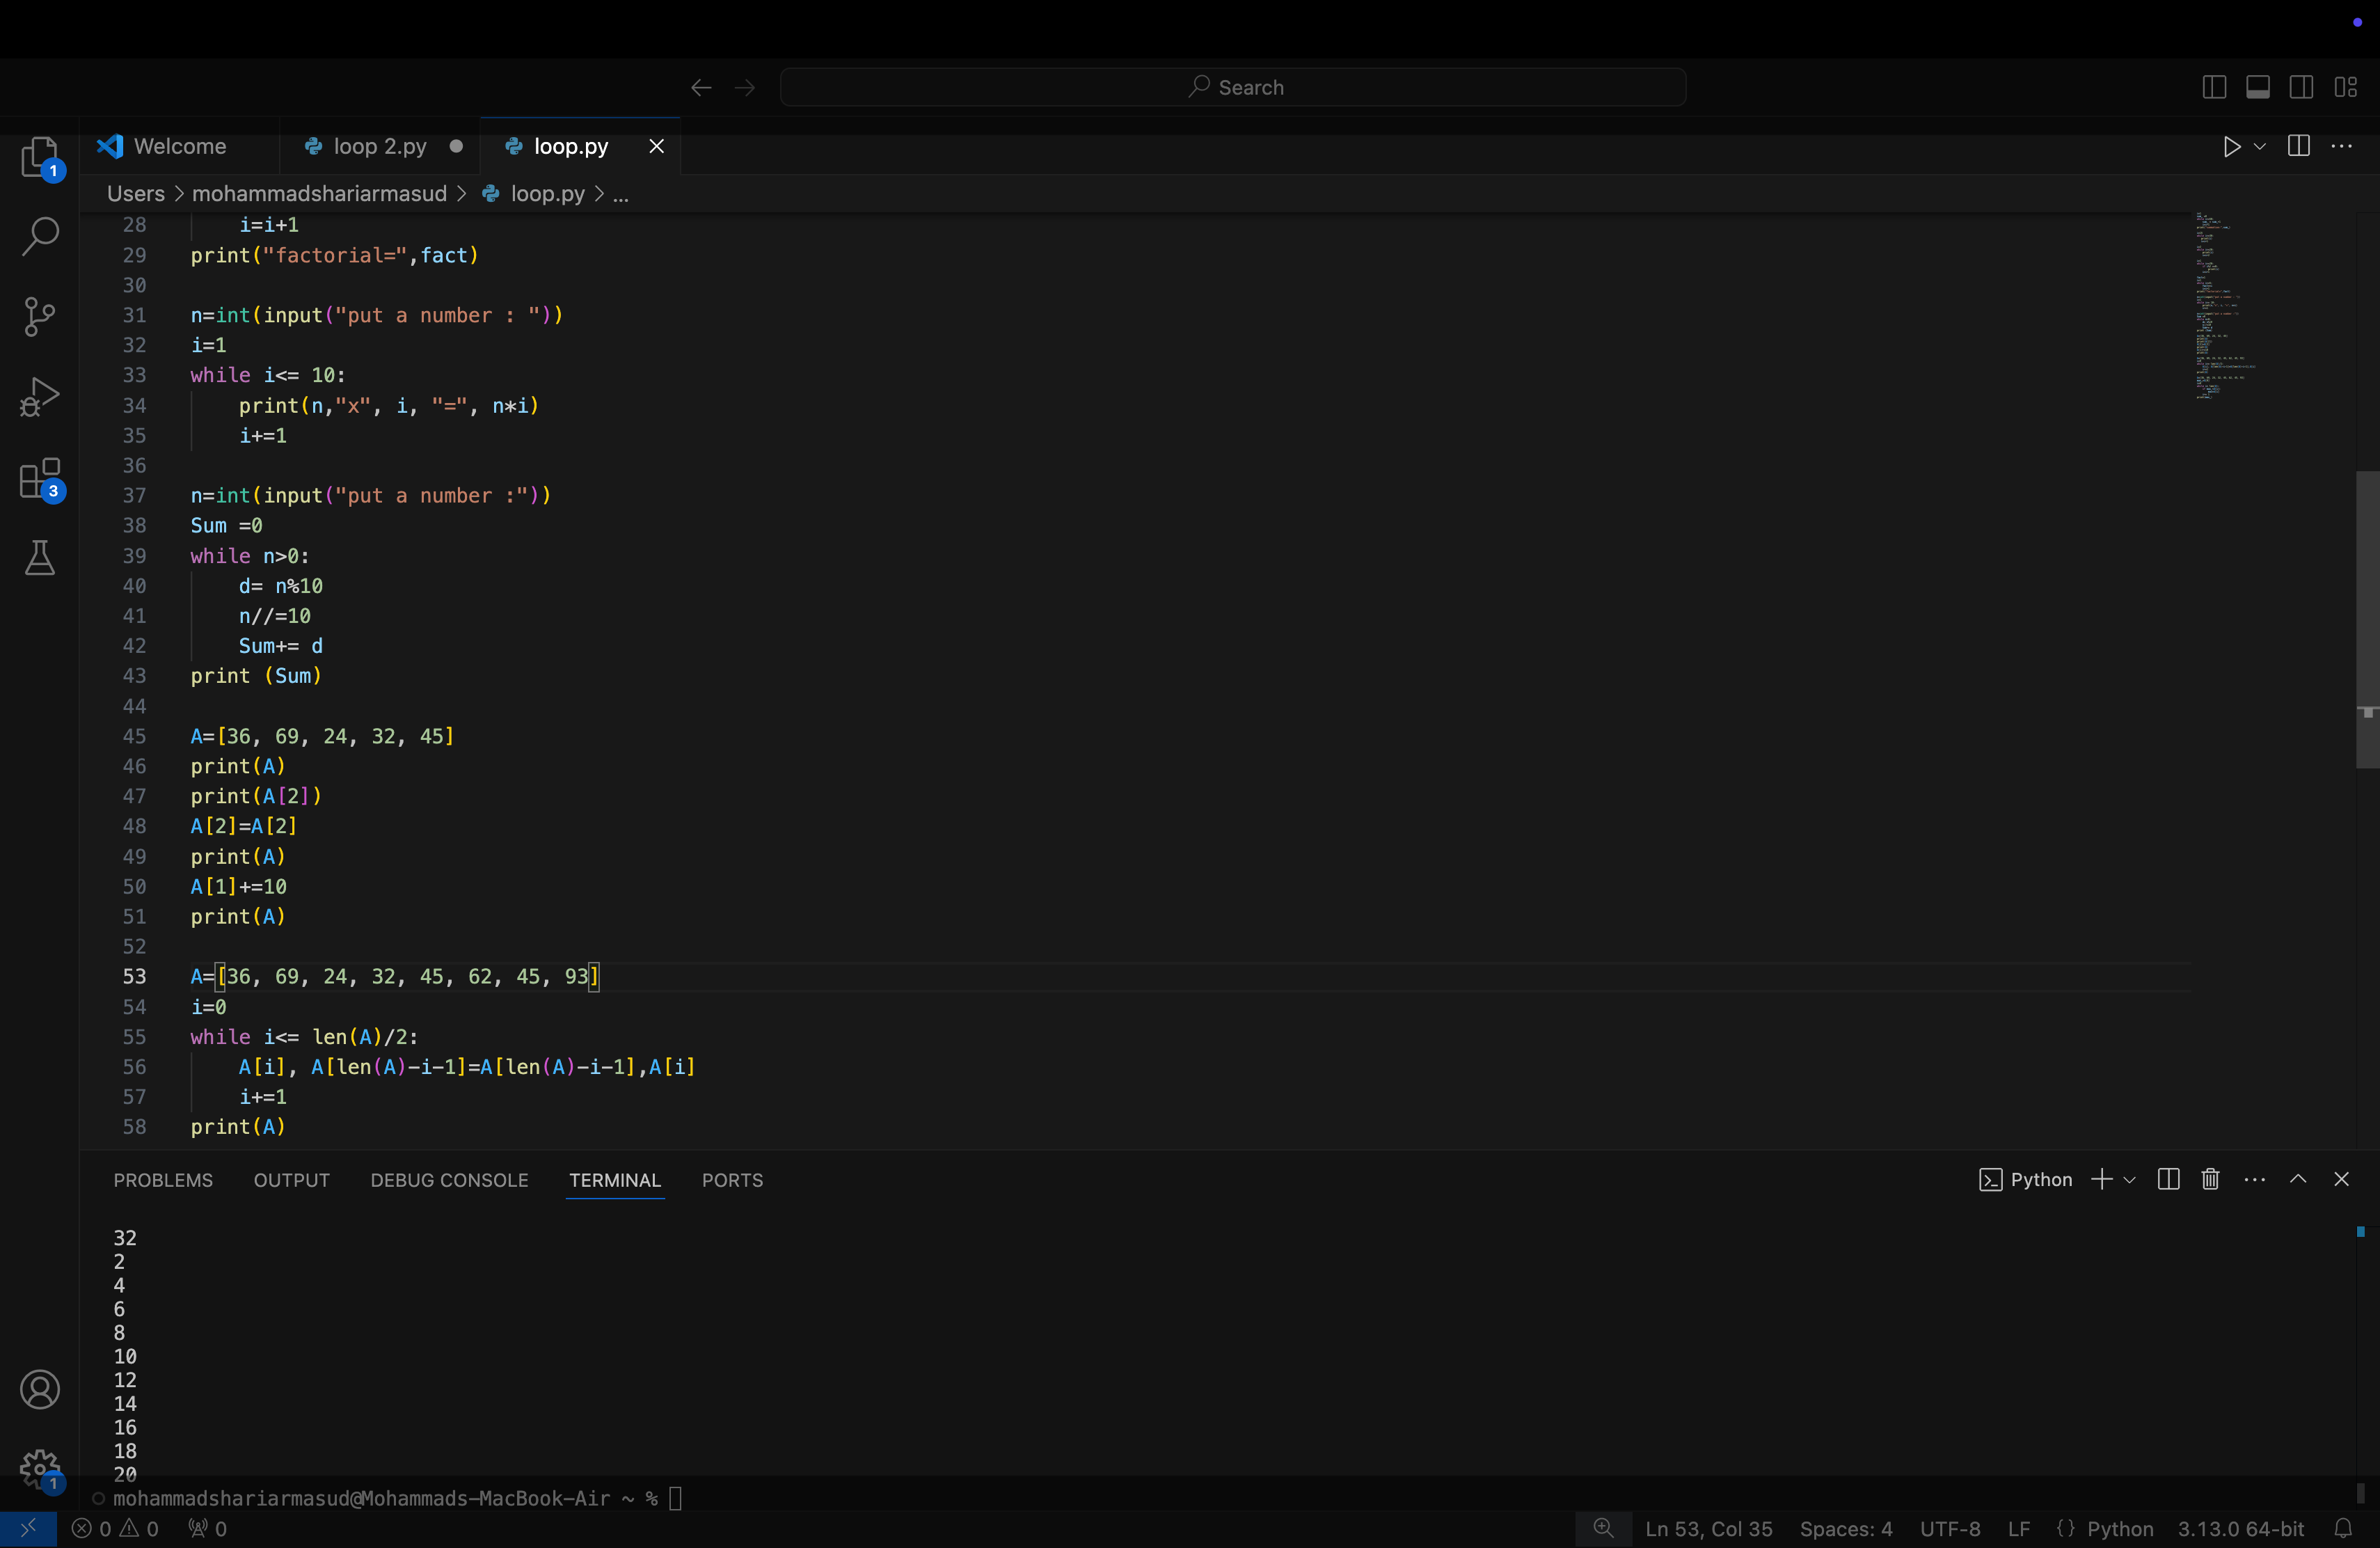 Search
Welcome
loop 2.py
loop.py
1
Users > mohammadshariarmasud > loop.py > ...
28         i=i+1
29     print("factorial=",fact)
30
31     n=int(input("put a number : "))
32     i=1
33     while i<= 10:
34         print(n,"x", i, "=", n*i)
35         i+=1
36
37     n=int(input("put a number :"))
38     Sum =0
39     while n>0:
40         d= n%10
41         n//=10
42         Sum+= d
43     print (Sum)
44
45     A=[36, 69, 24, 32, 45]
46     print(A)
47     print(A[2])
48     A[2]=A[2]
49     print(A)
50     A[1]+=10
51     print(A)
52
53     A=[36, 69, 24, 32, 45, 62, 45, 93]
54     i=0
55     while i<= len(A)/2:
56         A[i], A[len(A)-i-1]=A[len(A)-i-1],A[i]
57         i+=1
58     print(A)
3
PROBLEMS OUTPUT DEBUG CONSOLE TERMINAL PORTS
Python
32
2
4
6
8
10
12
14
16
18
20
1
mohammadshariarmasud@Mohammads-MacBook-Air ~ %
0 0 0
Ln 53, Col 35 Spaces: 4 UTF-8 LF {} Python 3.13.0 64-bit